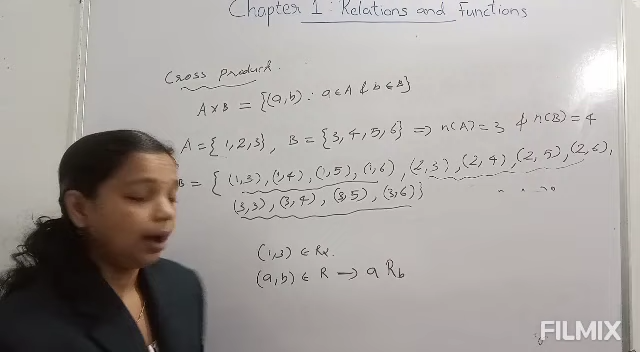 Chapter 1: Relations and Functions
Cross Product.
A×B = {(a,b) : a∈A & b∈B}
A = {1,2,3}, B = {3,4,5,6} ⇒ n(A)=3 & n(B)=4
B = { (1,3), (1,4), (1,5), (1,6), (2,3), (2,4), (2,5), (2,6),
(3,3), (3,4), (3,5), (3,6)}
(1,3) ∈ R
(a,b) ∈ R → a R b
FILMIX